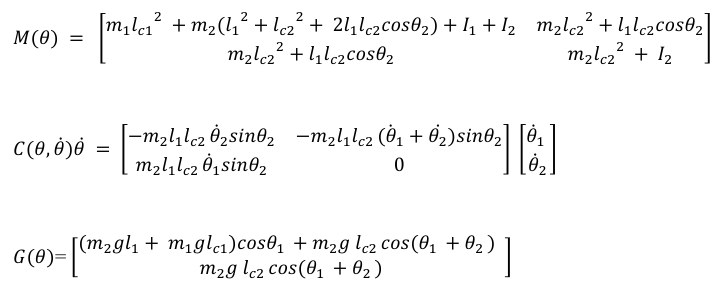 M(θ) = [m₁l_c1² + m₂(l₁² + l_c2² + 2l₁l_c2cosθ₂) + I₁ + I₂   m₂l_c2² + l₁l_c2cosθ₂]
[m₂l_c2² + l₁l_c2cosθ₂   m₂l_c2² + I₂]
C(θ, θ̇)θ̇ = [−m₂l₁l_c2 θ̇₂sinθ₂   −m₂l₁l_c2 (θ̇₁ + θ̇₂)sinθ₂] [θ̇₁]
[m₂l₁l_c2 θ̇₁sinθ₂   0] [θ̇₂]
G(θ)= [(m₂gl₁ + m₁gl_c1)cosθ₁ + m₂g l_c2 cos(θ₁ + θ₂)]
[m₂g l_c2 cos(θ₁ + θ₂)]